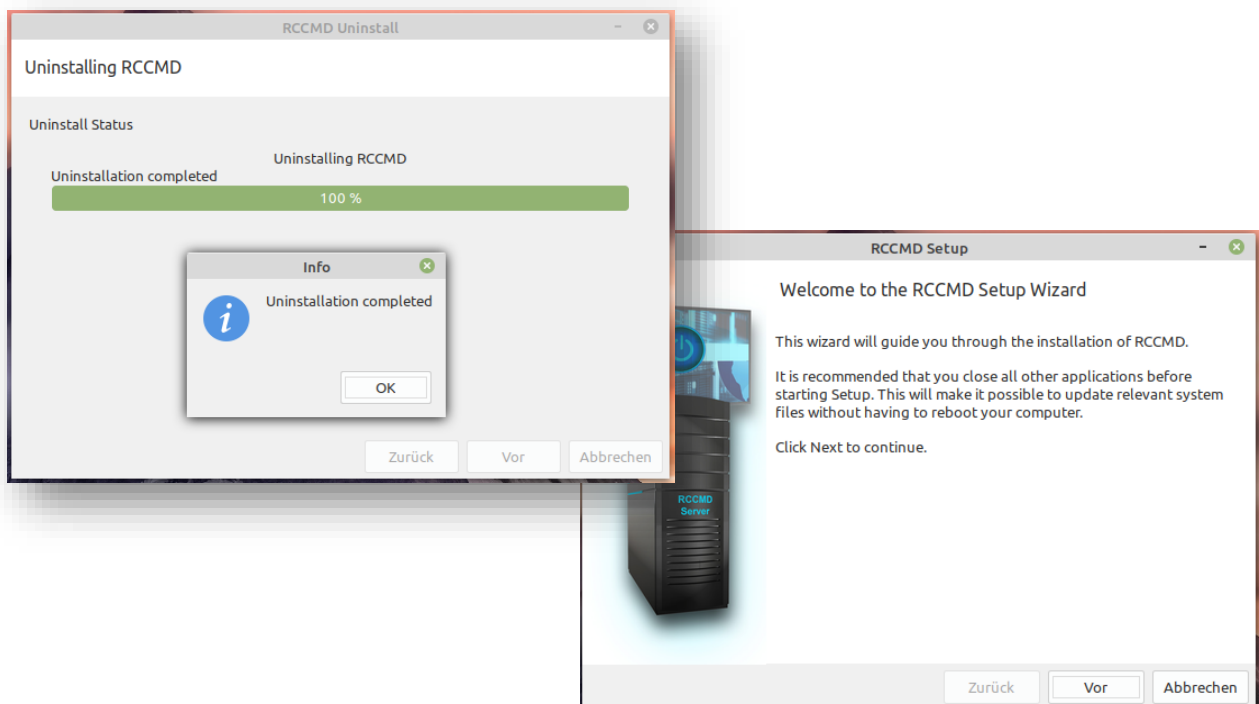 RCCMD Uninstall
Uninstalling RCCMD
Uninstall Status
Uninstalling RCCMD
Uninstallation completed
100 %
Info
Uninstallation completed
OK
Zurück
Vor
Abbrechen
RCCMD Setup
Welcome to the RCCMD Setup Wizard
This wizard will guide you through the installation of RCCMD.
It is recommended that you close all other applications before
starting Setup. This will make it possible to update relevant system
files without having to reboot your computer.
Click Next to continue.
RCCMD
Server
Zurück
Vor
Abbrechen